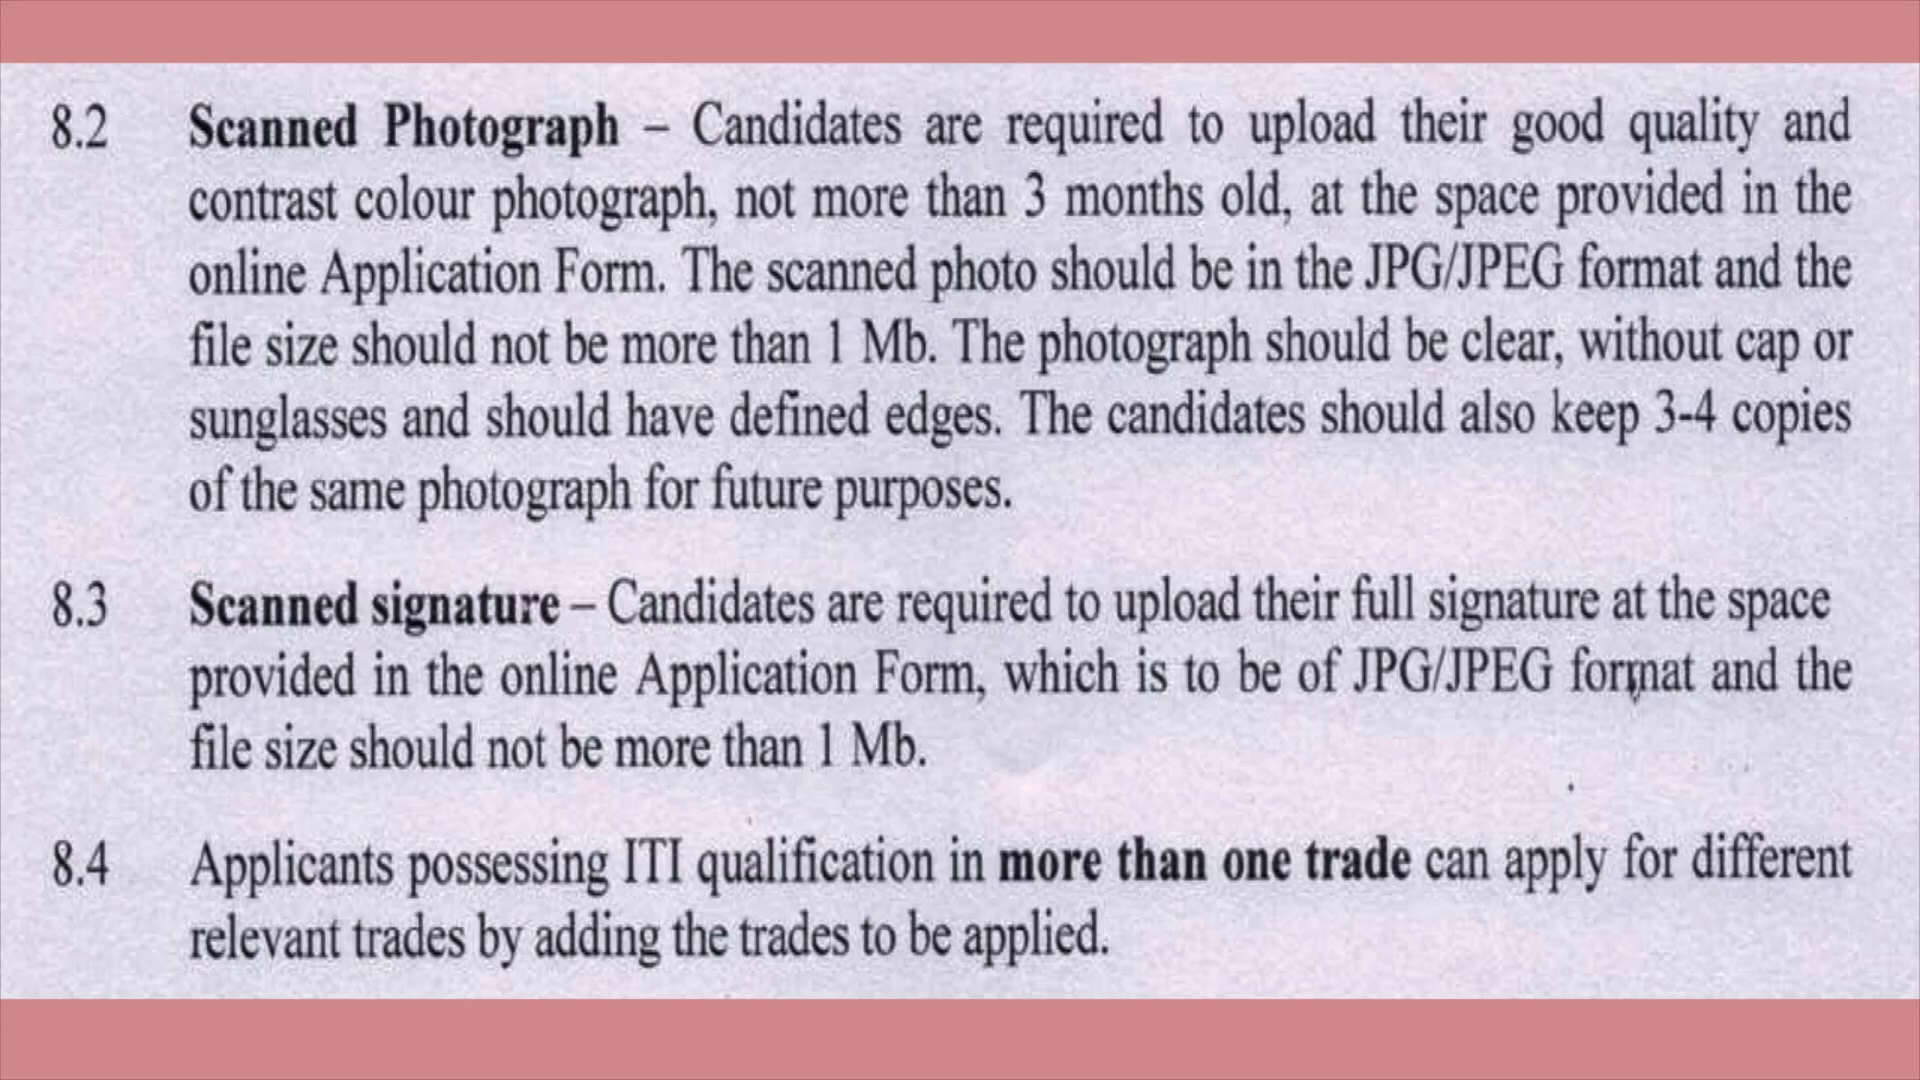 8.2 Scanned Photograph – Candidates are required to upload their good quality and
contrast colour photograph, not more than 3 months old, at the space provided in the
online Application Form. The scanned photo should be in the JPG/JPEG format and the
file size should not be more than 1 Mb. The photograph should be clear, without cap or
sunglasses and should have defined edges. The candidates should also keep 3-4 copies
of the same photograph for future purposes.
8.3 Scanned signature – Candidates are required to upload their full signature at the space
provided in the online Application Form, which is to be of JPG/JPEG format and the
file size should not be more than 1 Mb.
8.4 Applicants possessing ITI qualification in more than one trade can apply for different
relevant trades by adding the trades to be applied.